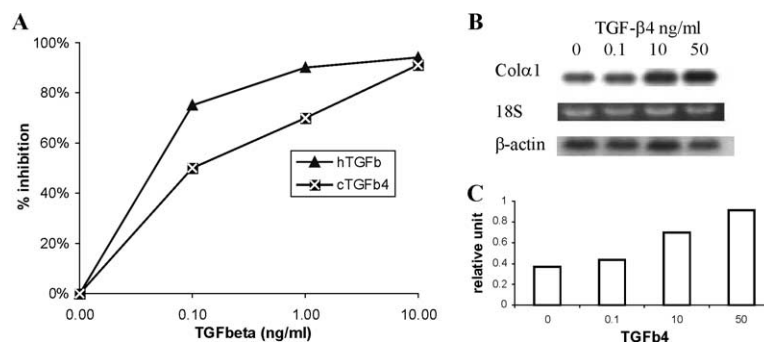 A
100%
80%
60%
40%
20%
0%
% inhibition
0.00 0.10 1.00 10.00
TGFbeta (ng/ml)
hTGFb
cTGFb4
B
TGF-β4 ng/ml
0 0.1 10 50
Colα1
18S
β-actin
C
1
0.8
0.6
0.4
0.2
0
relative unit
0 0.1 10 50
TGFb4